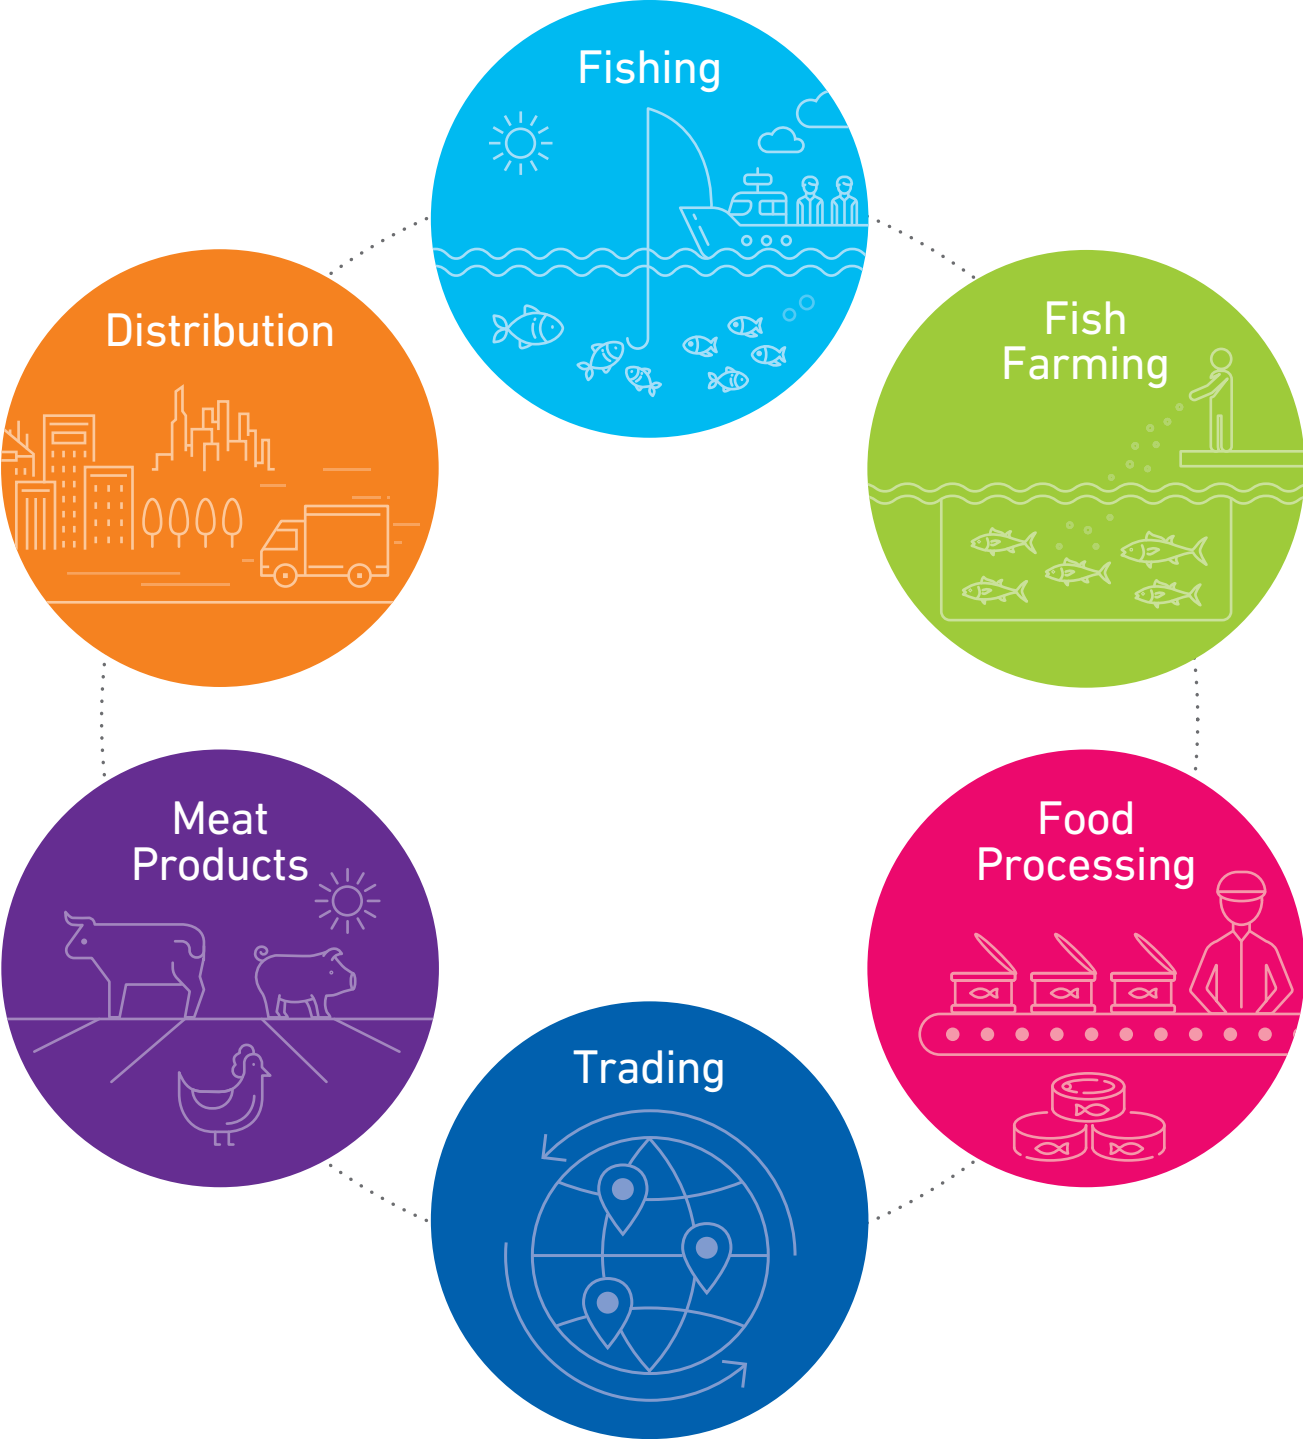 Fishing
Fish
Farming
Food
Processing
Trading
Meat
Products
Distribution